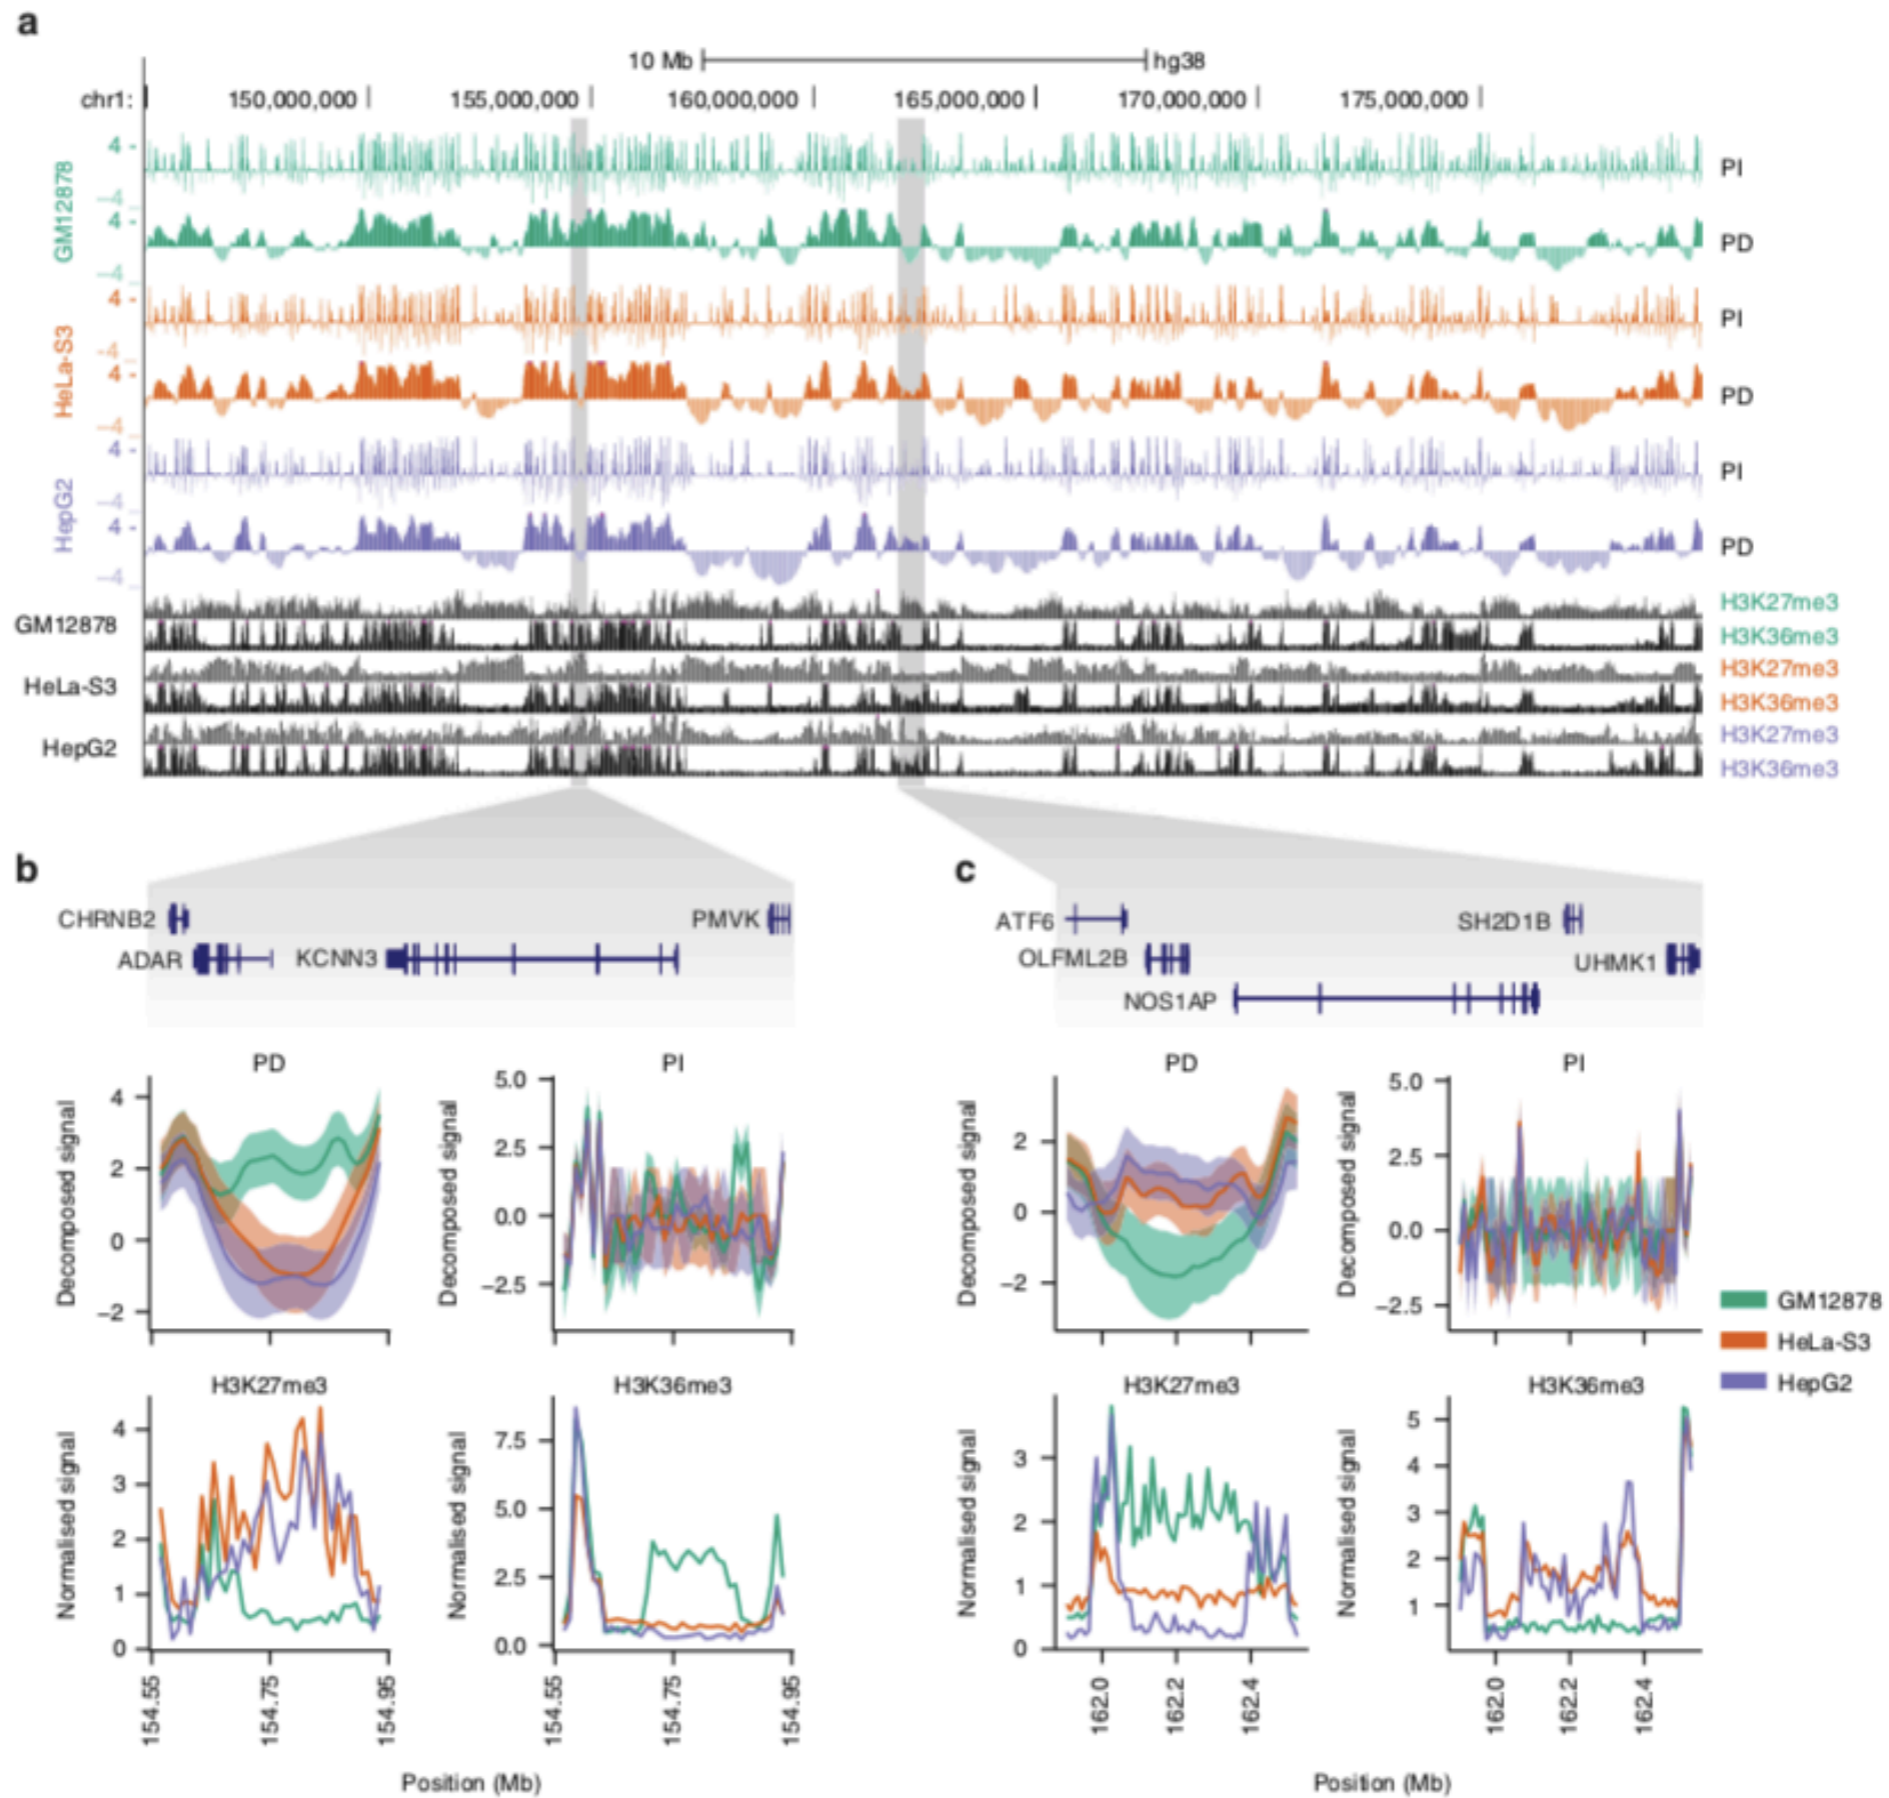 a
10 Mb hg38
chr1: 150,000,000 155,000,000 160,000,000 165,000,000 170,000,000 175,000,000
GM12878
4
−4
PI
4
−4
PD
HeLa-S3
4
−4
PI
4
−4
PD
HepG2
4
−4
PI
4
−4
PD
GM12878
H3K27me3
H3K36me3
HeLa-S3
H3K27me3
H3K36me3
HepG2
H3K27me3
H3K36me3
b
CHRNB2 PMVK
ADAR KCNN3
PD
Decomposed signal
4
2
0
−2
PI
Decomposed signal
5.0
2.5
0.0
−2.5
H3K27me3
Normalised signal
4
3
2
1
0
154.55 154.75 154.95
H3K36me3
Normalised signal
7.5
5.0
2.5
0.0
154.55 154.75 154.95
Position (Mb)
c
ATF6 SH2D1B
OLFML2B UHMK1
NOS1AP
PD
Decomposed signal
2
0
−2
PI
Decomposed signal
5.0
2.5
0.0
−2.5
GM12878
HeLa-S3
HepG2
H3K27me3
Normalised signal
3
2
1
0
162.0 162.2 162.4
H3K36me3
Normalised signal
5
4
3
2
1
162.0 162.2 162.4
Position (Mb)